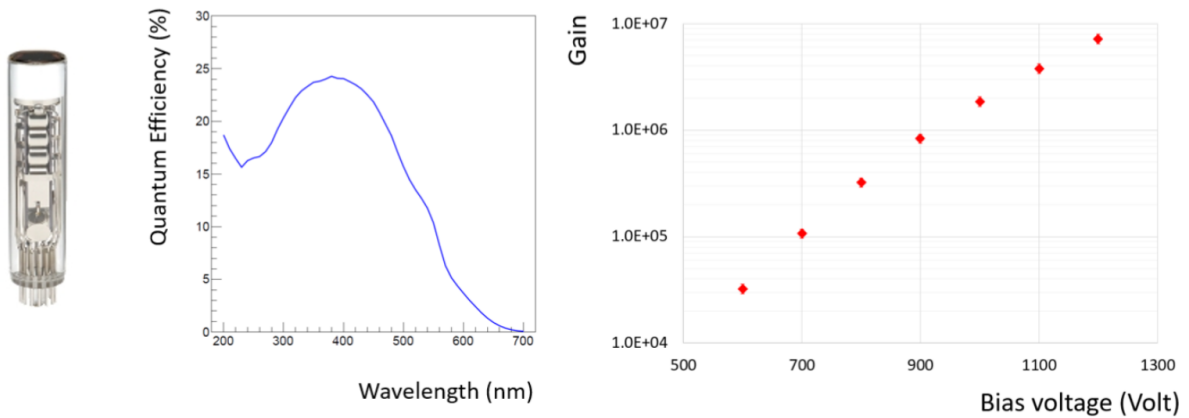 Quantum Efficiency (%)
30
25
20
15
10
5
0
200
300
400
500
600
700
Wavelength (nm)
Gain
1.0E+07
1.0E+06
1.0E+05
1.0E+04
500
700
900
1100
1300
Bias voltage (Volt)